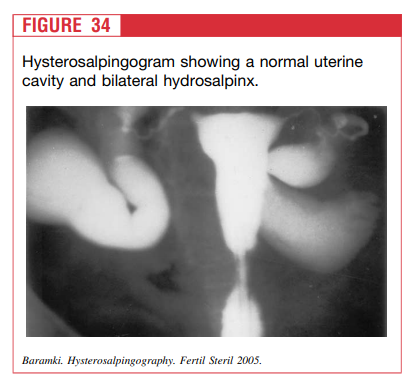 FIGURE 34
Hysterosalpingogram showing a normal uterine
cavity and bilateral hydrosalpinx.
Baramki. Hysterosalpingography. Fertil Steril 2005.